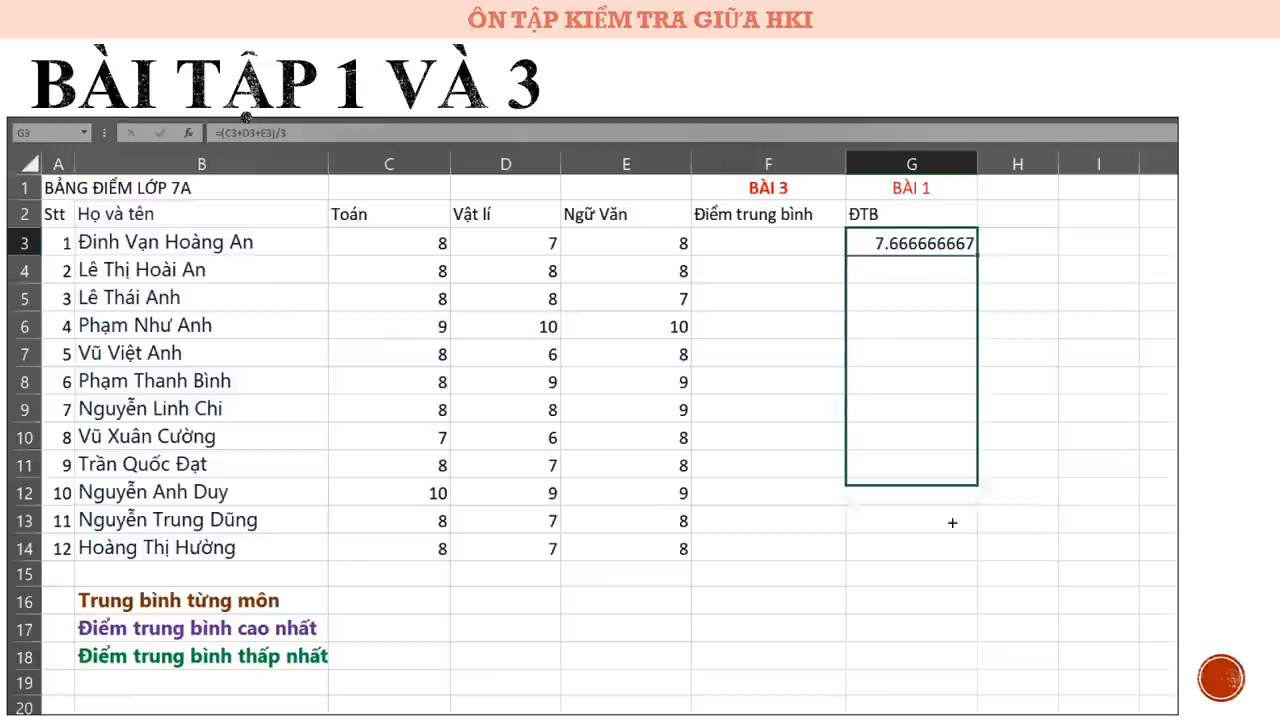 ÔN TẬP KIỂM TRA GIỮA HKI
BÀI TẬP 1 VÀ 3
G3 fx =(C3+D3+E3)/3
A B C D E F G H I
1 BẢNG ĐIỂM LỚP 7A BÀI 3 BÀI 1
2 Stt Họ và tên Toán Vật lí Ngữ Văn Điểm trung bình ĐTB
3 1 Đinh Vạn Hoàng An 8 7 8 7.666666667
4 2 Lê Thị Hoài An 8 8 8
5 3 Lê Thái Anh 8 8 7
6 4 Phạm Như Anh 9 10 10
7 5 Vũ Việt Anh 8 6 8
8 6 Phạm Thanh Bình 8 9 9
9 7 Nguyễn Linh Chi 8 8 9
10 8 Vũ Xuân Cường 7 6 8
11 9 Trần Quốc Đạt 8 7 8
12 10 Nguyễn Anh Duy 10 9 9
13 11 Nguyễn Trung Dũng 8 7 8
14 12 Hoàng Thị Hường 8 7 8
15
16 Trung bình từng môn
17 Điểm trung bình cao nhất
18 Điểm trung bình thấp nhất
19
20